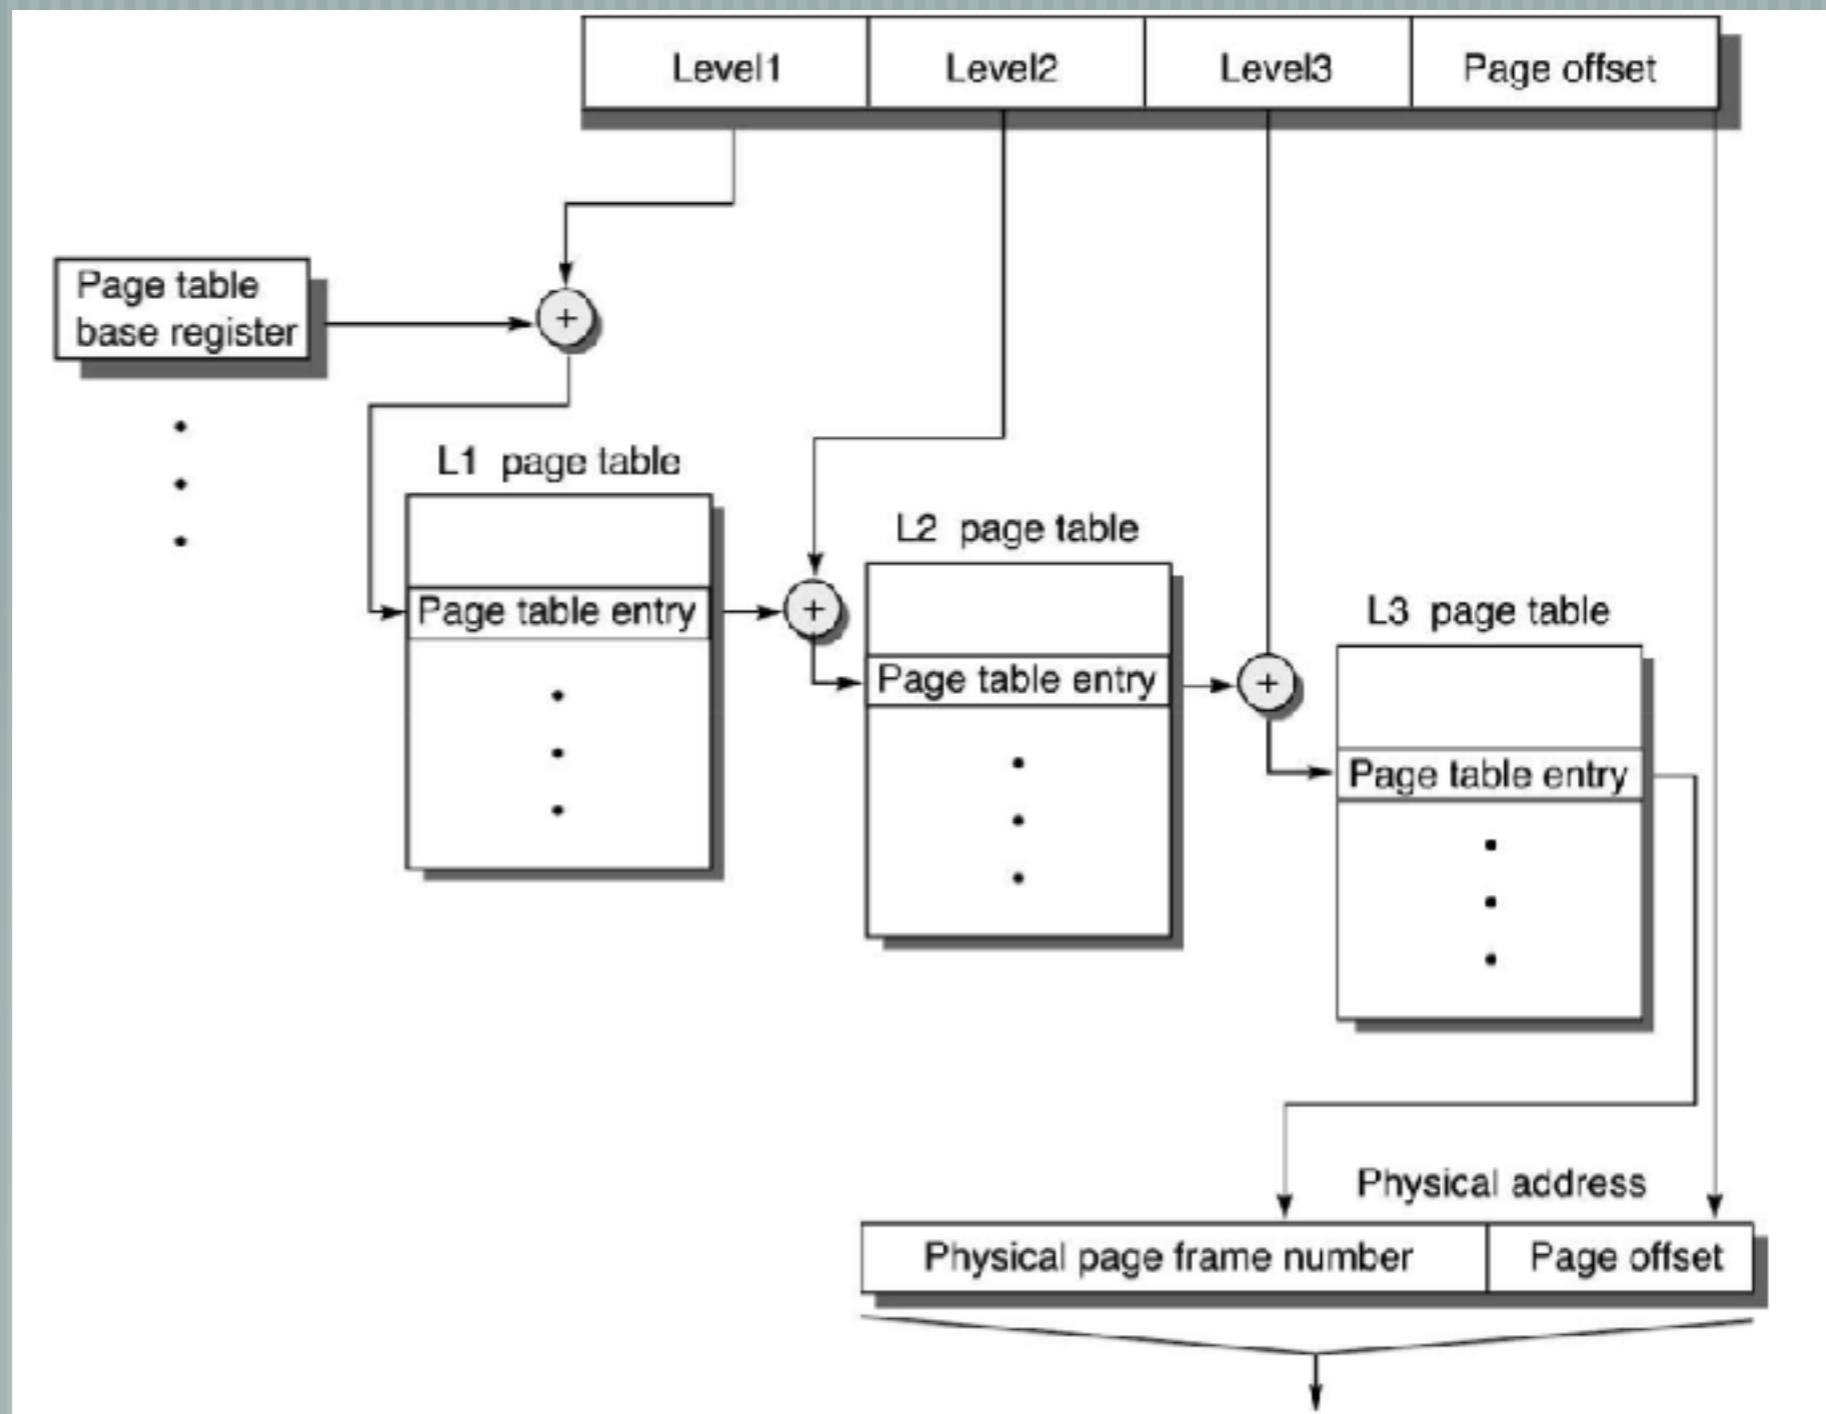 Level1
Level2
Level3
Page offset
Page table
base register
+
L1 page table
L2 page table
Page table entry
+
L3 page table
Page table entry
+
Page table entry
Physical address
Physical page frame number
Page offset